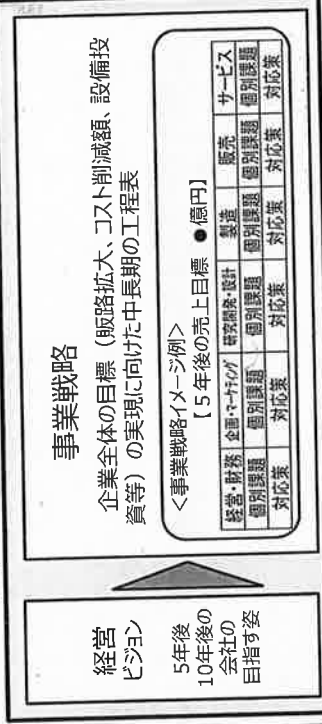 経営
ビジョン
5年後
10年後の
会社の
目指す姿
事業戦略
企業全体の目標（販路拡大、コスト削減額、設備投
資等）の実現に向けた中長期の工程表
＜事業戦略イメージ例＞
【5年後の売上目標 ●億円】
経営・財務 企画・マーケティング 研究開発・設計 製造 販売 サービス
個別課題 個別課題 個別課題 個別課題 個別課題 個別課題
対応策 対応策 対応策 対応策 対応策 対応策